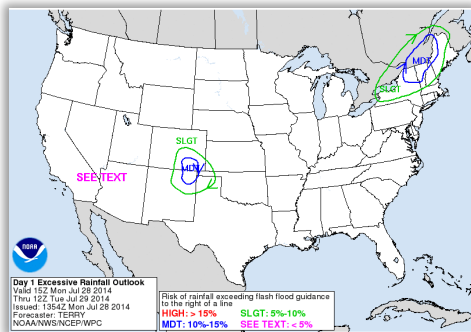 MDT
SLGT
SLGT
MDT
SEE TEXT
NOAA
Day 1 Excessive Rainfall Outlook
Valid 15Z Mon Jul 28 2014
Thru 12Z Tue Jul 29 2014
Issued: 1354Z Mon Jul 28 2014
Forecaster: TERRY
NOAA/NWS/NCEP/WPC
Risk of rainfall exceeding flash flood guidance
to the right of a line
HIGH: > 15% SLGT: 5%-10%
MDT: 10%-15% SEE TEXT: < 5%